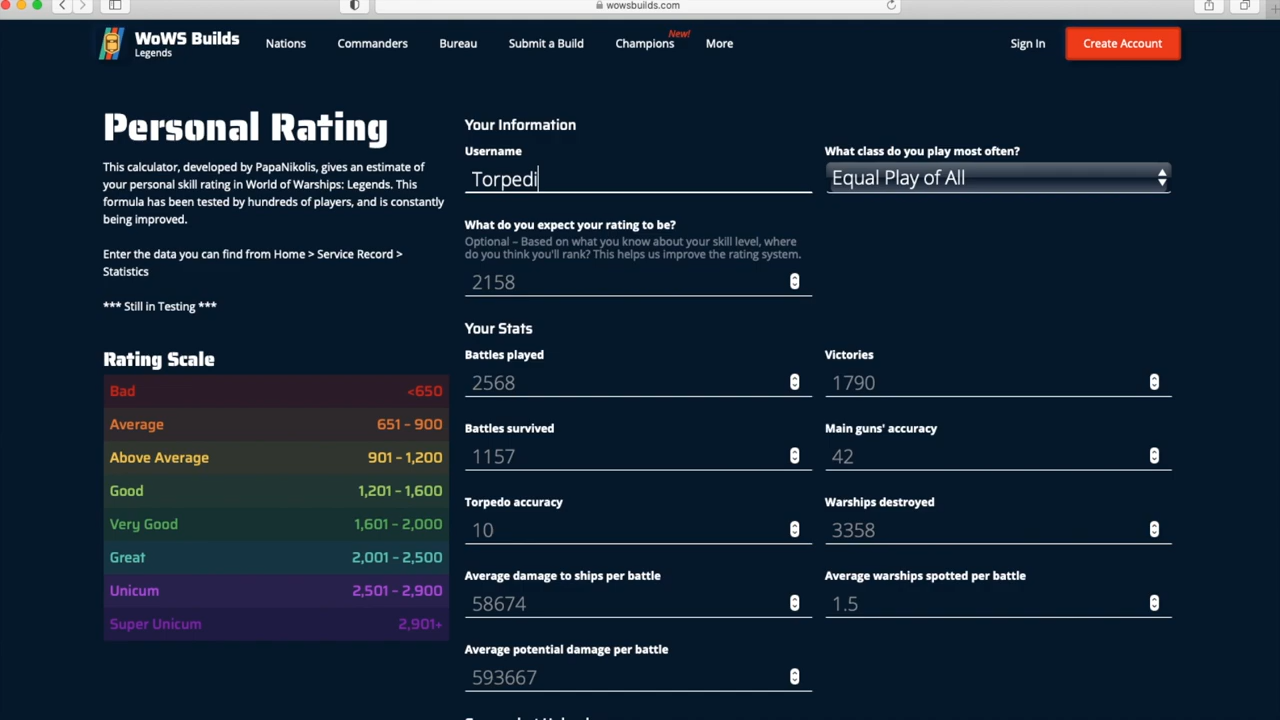 wowsbuilds.com
WoWS Builds
Legends
Nations
Commanders
Bureau
Submit a Build
Champions
New!
More
Sign In
Create Account
Personal Rating
This calculator, developed by PapaNikolis, gives an estimate of
your personal skill rating in World of Warships: Legends. This
formula has been tested by hundreds of players, and is constantly
being improved.
Enter the data you can find from Home > Service Record >
Statistics
*** Still in Testing ***
Rating Scale
Bad <650
Average 651 – 900
Above Average 901 – 1,200
Good 1,201 – 1,600
Very Good 1,601 – 2,000
Great 2,001 – 2,500
Unicum 2,501 – 2,900
Super Unicum 2,901+
Your Information
Username
Torpedi
What class do you play most often?
Equal Play of All
What do you expect your rating to be?
Optional – Based on what you know about your skill level, where
do you think you'll rank? This helps us improve the rating system.
2158
Your Stats
Battles played
2568
Victories
1790
Battles survived
1157
Main guns' accuracy
42
Torpedo accuracy
10
Warships destroyed
3358
Average damage to ships per battle
58674
Average warships spotted per battle
1.5
Average potential damage per battle
593667